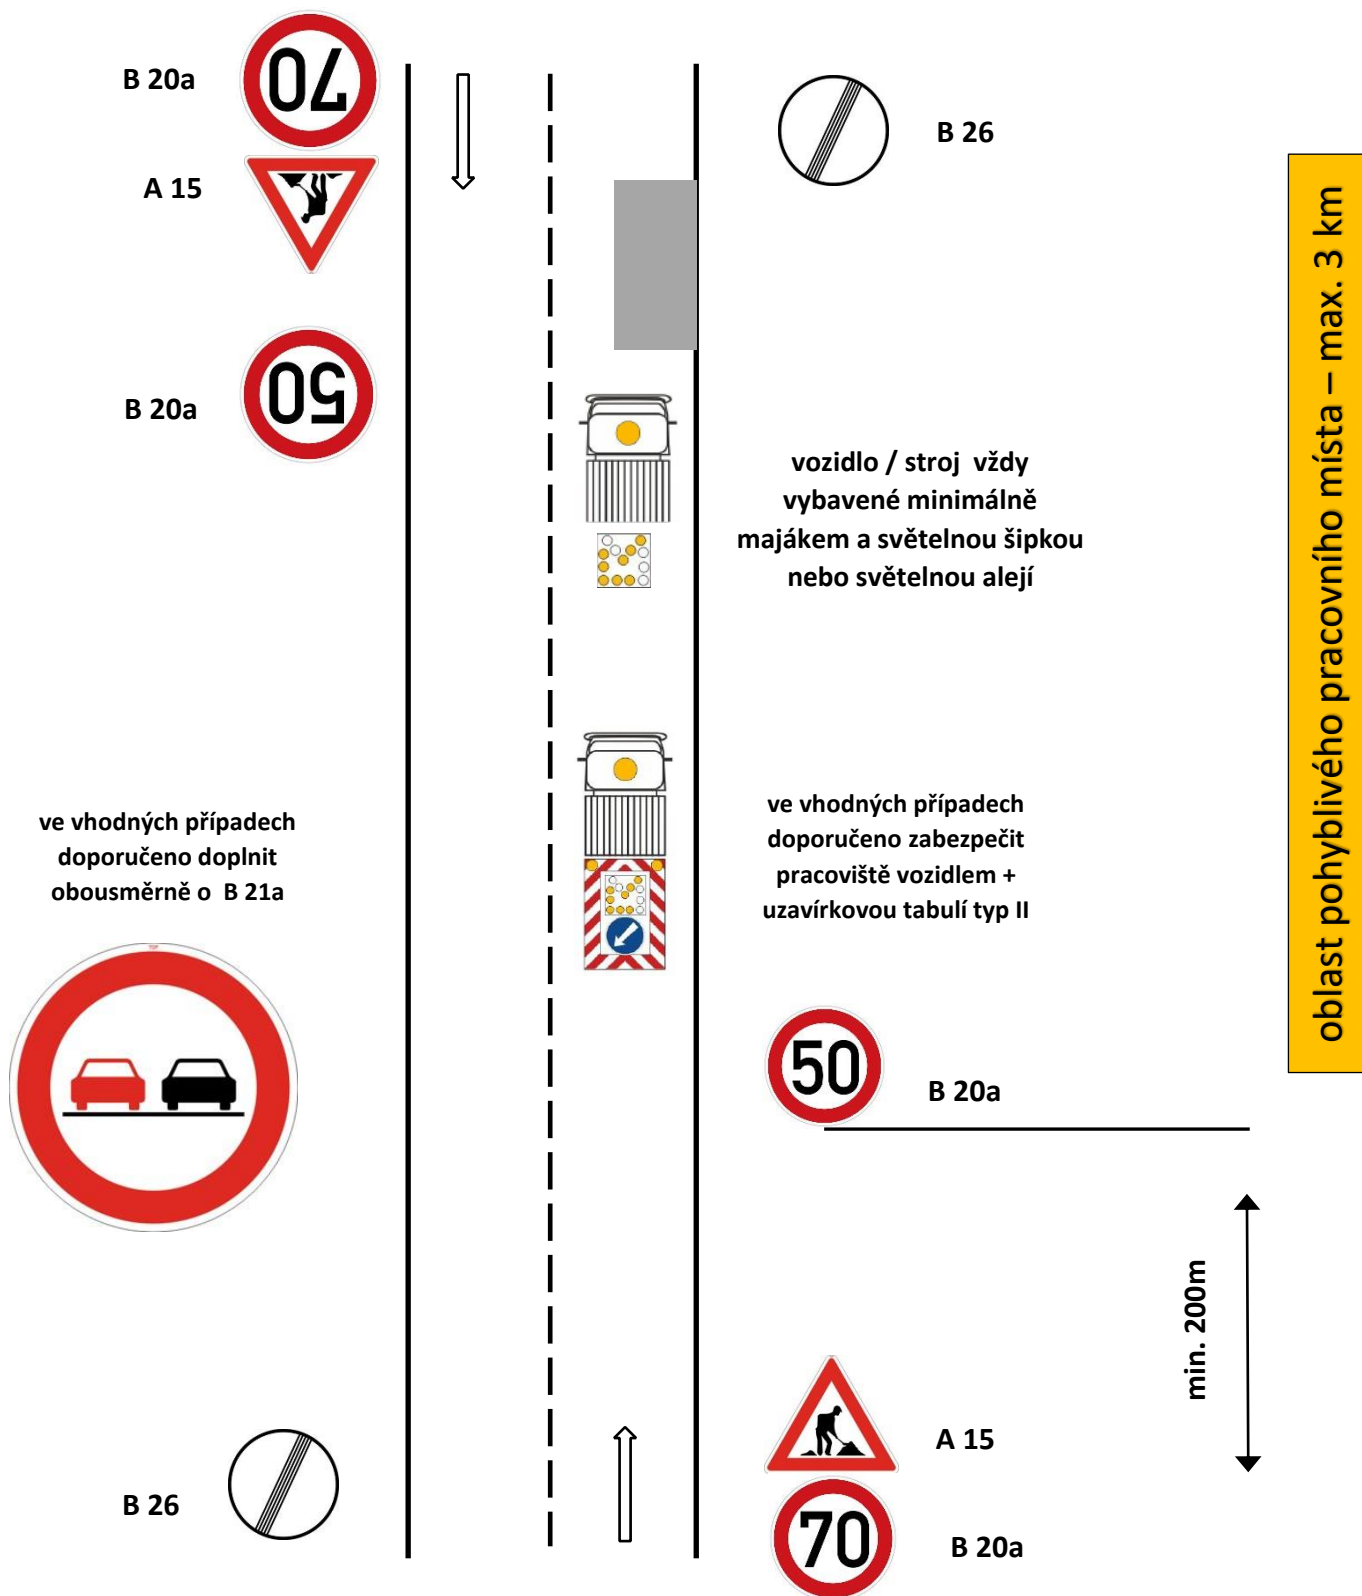 70
B 20a
A 15
B 26
50
B 20a
vozidlo / stroj vždy
vybavené minimálně
majákem a světelnou šipkou
nebo světelnou alejí
oblast pohyblivého pracovního místa – max. 3 km
ve vhodných případech
doporučeno doplnit
obousměrně o B 21a
ve vhodných případech
doporučeno zabezpečit
pracoviště vozidlem +
uzavírkovou tabulí typ II
50
B 20a
min. 200m
A 15
B 26
70
B 20a